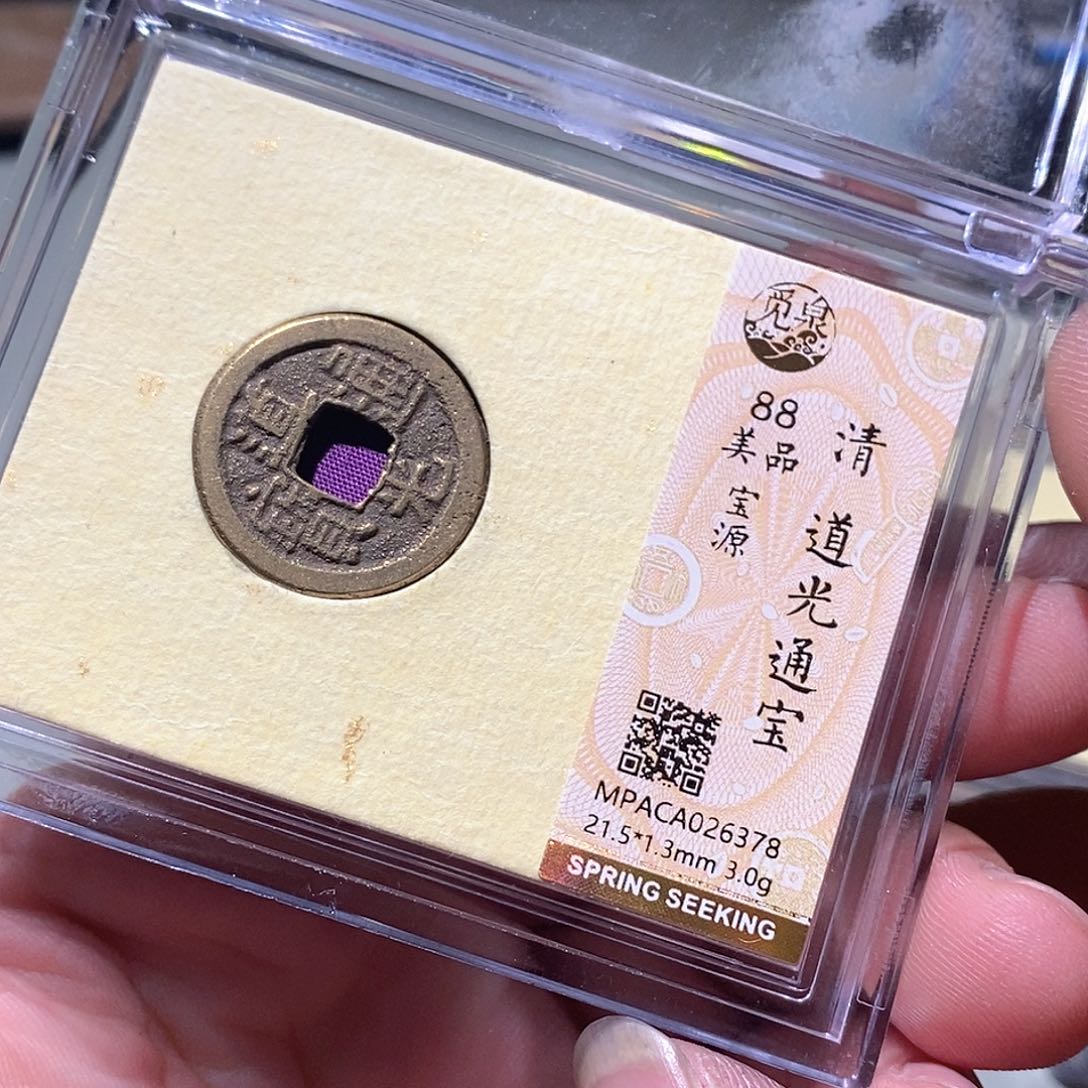 觅泉
清 道光通宝
88
美品
宝源
MPACA026378
21.5*1.3mm 3.0g
SPRING SEEKING